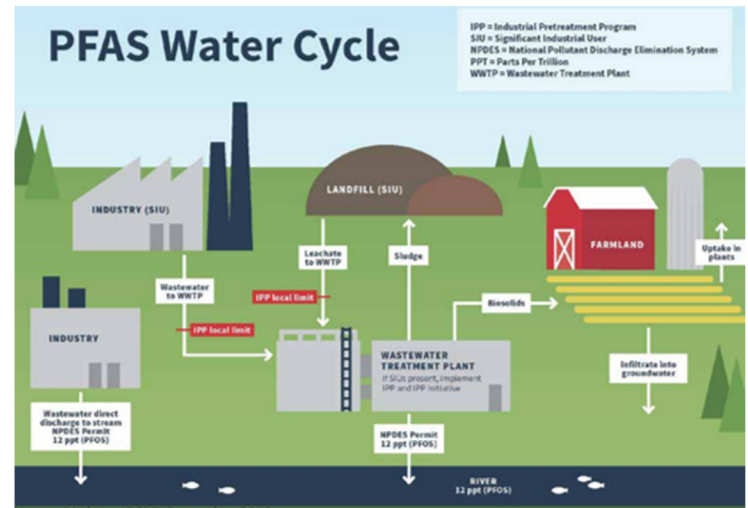 PFAS Water Cycle
IPP = Industrial Pretreatment Program
SIU = Significant Industrial User
NPDES = National Pollutant Discharge Elimination System
PPT = Parts Per Trillion
WWTP = Wastewater Treatment Plant
INDUSTRY (SIU)
LANDFILL (SIU)
FARMLAND
Leachate
to WWTP
Sludge
Uptake in
plants
Wastewater
to WWTP
IPP local limit
Biosolids
IPP local limit
INDUSTRY
WASTEWATER
TREATMENT PLANT
If SIUs present, implement
IPP and IPP Initiative
Infiltrate into
groundwater
Wastewater direct
discharge to stream
NPDES Permit
12 ppt (PFOS)
NPDES Permit
12 ppt (PFOS)
RIVER
12 ppt (PFOS)